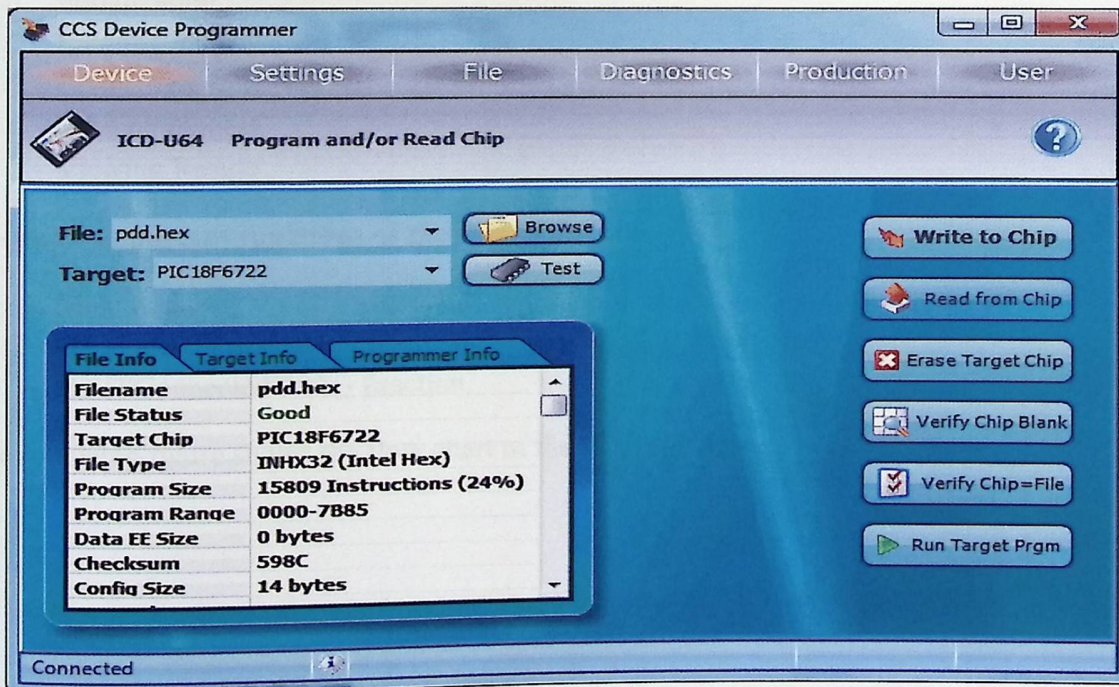 CCS Device Programmer
Device Settings File Diagnostics Production User
ICD-U64 Program and/or Read Chip
File: pdd.hex Browse
Target: PIC18F6722 Test
Write to Chip
Read from Chip
Erase Target Chip
Verify Chip Blank
Verify Chip=File
Run Target Prgm
File Info Target Info Programmer Info
Filename pdd.hex
File Status Good
Target Chip PIC18F6722
File Type INHX32 (Intel Hex)
Program Size 15809 Instructions (24%)
Program Range 0000-7B85
Data EE Size 0 bytes
Checksum 598C
Config Size 14 bytes
Connected